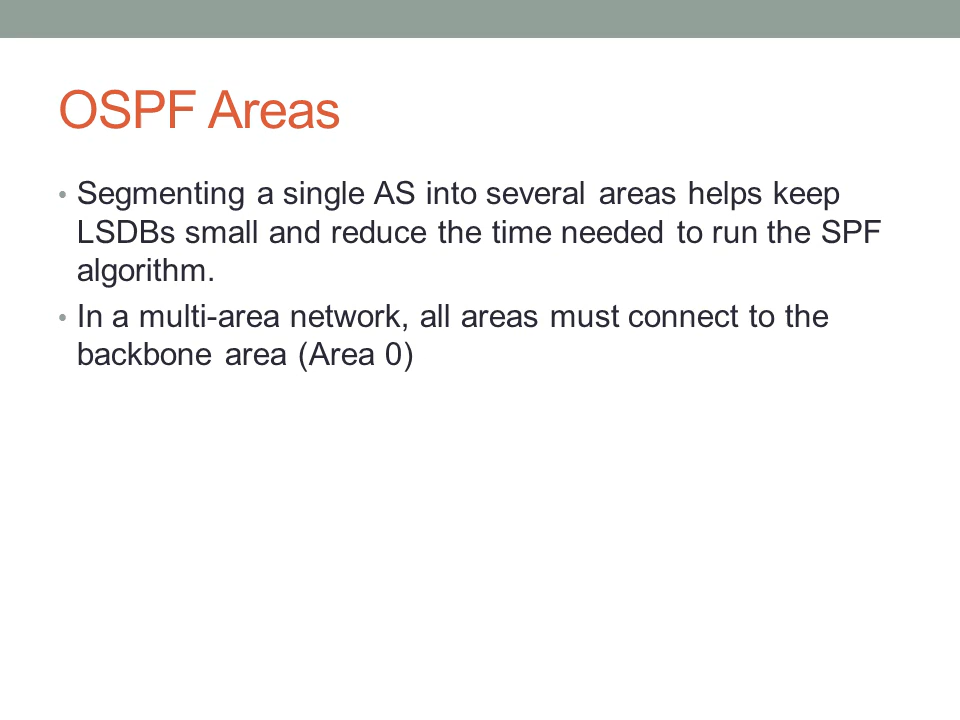 OSPF Areas
• Segmenting a single AS into several areas helps keep
LSDBs small and reduce the time needed to run the SPF
algorithm.
• In a multi-area network, all areas must connect to the
backbone area (Area 0)